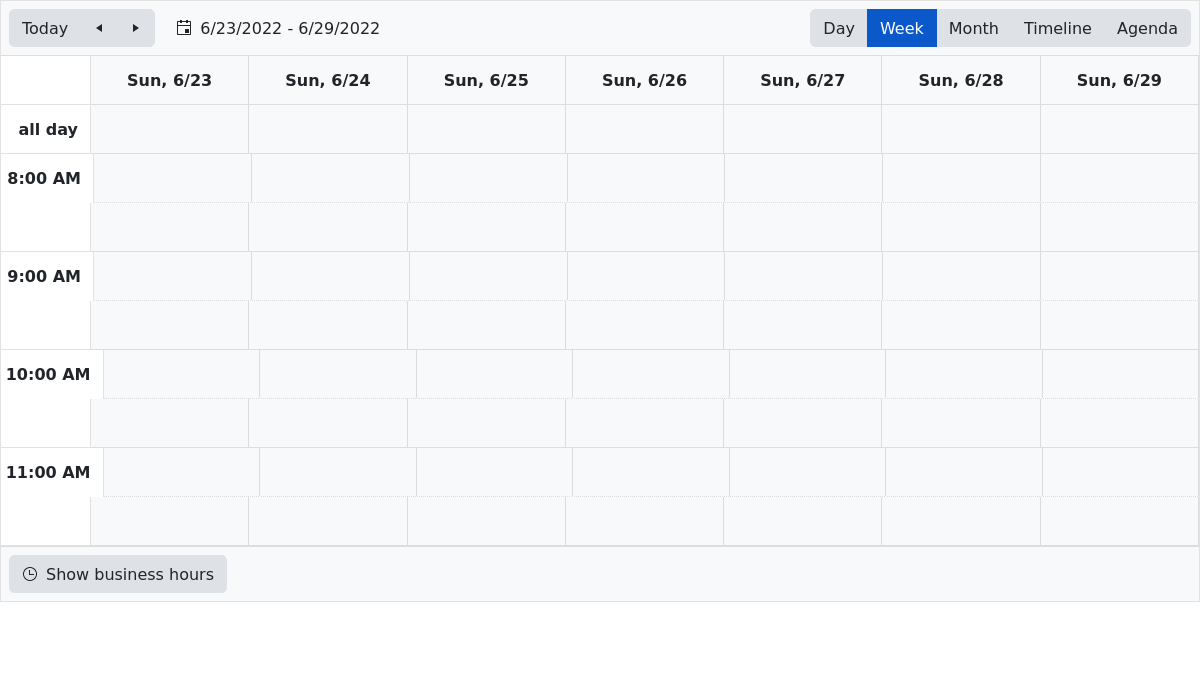 Today 6/23/2022 - 6/29/2022 Day Week Month Timeline Agenda
Sun, 6/23 Sun, 6/24 Sun, 6/25 Sun, 6/26 Sun, 6/27 Sun, 6/28 Sun, 6/29
all day
8:00 AM
9:00 AM
10:00 AM
11:00 AM
Show business hours